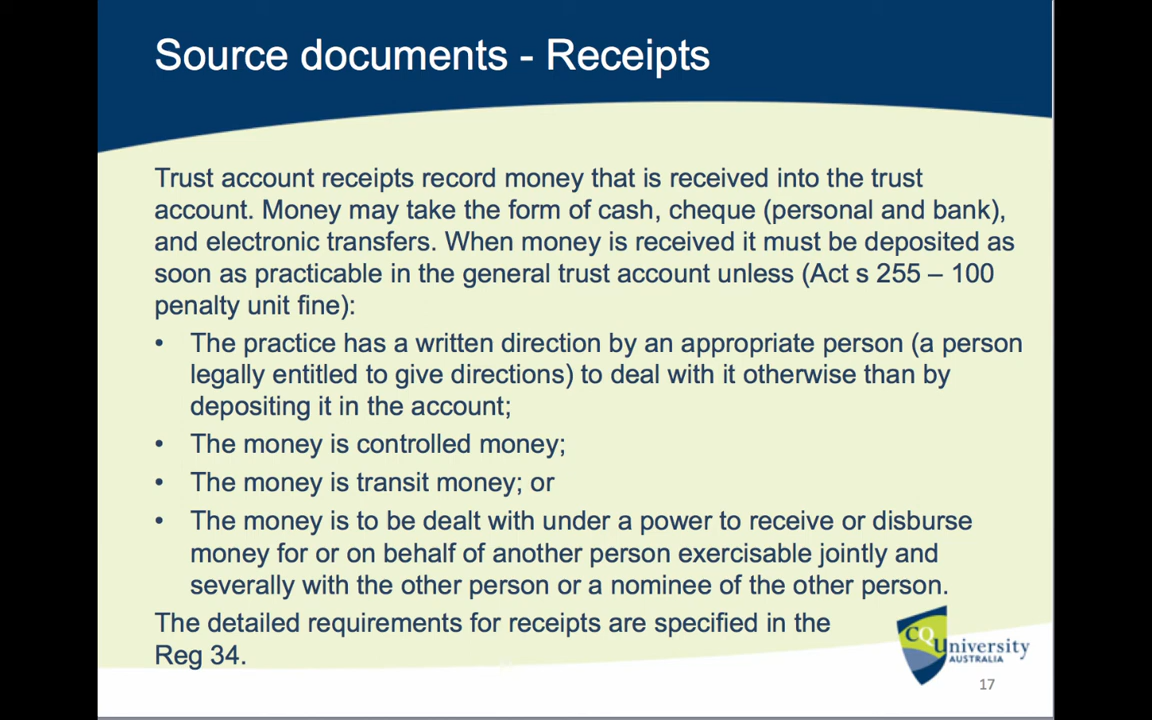 Source documents - Receipts
Trust account receipts record money that is received into the trust
account. Money may take the form of cash, cheque (personal and bank),
and electronic transfers. When money is received it must be deposited as
soon as practicable in the general trust account unless (Act s 255 – 100
penalty unit fine):
• The practice has a written direction by an appropriate person (a person
legally entitled to give directions) to deal with it otherwise than by
depositing it in the account;
• The money is controlled money;
• The money is transit money; or
• The money is to be dealt with under a power to receive or disburse
money for or on behalf of another person exercisable jointly and
severally with the other person or a nominee of the other person.
The detailed requirements for receipts are specified in the
Reg 34.
CQUniversity
AUSTRALIA
17